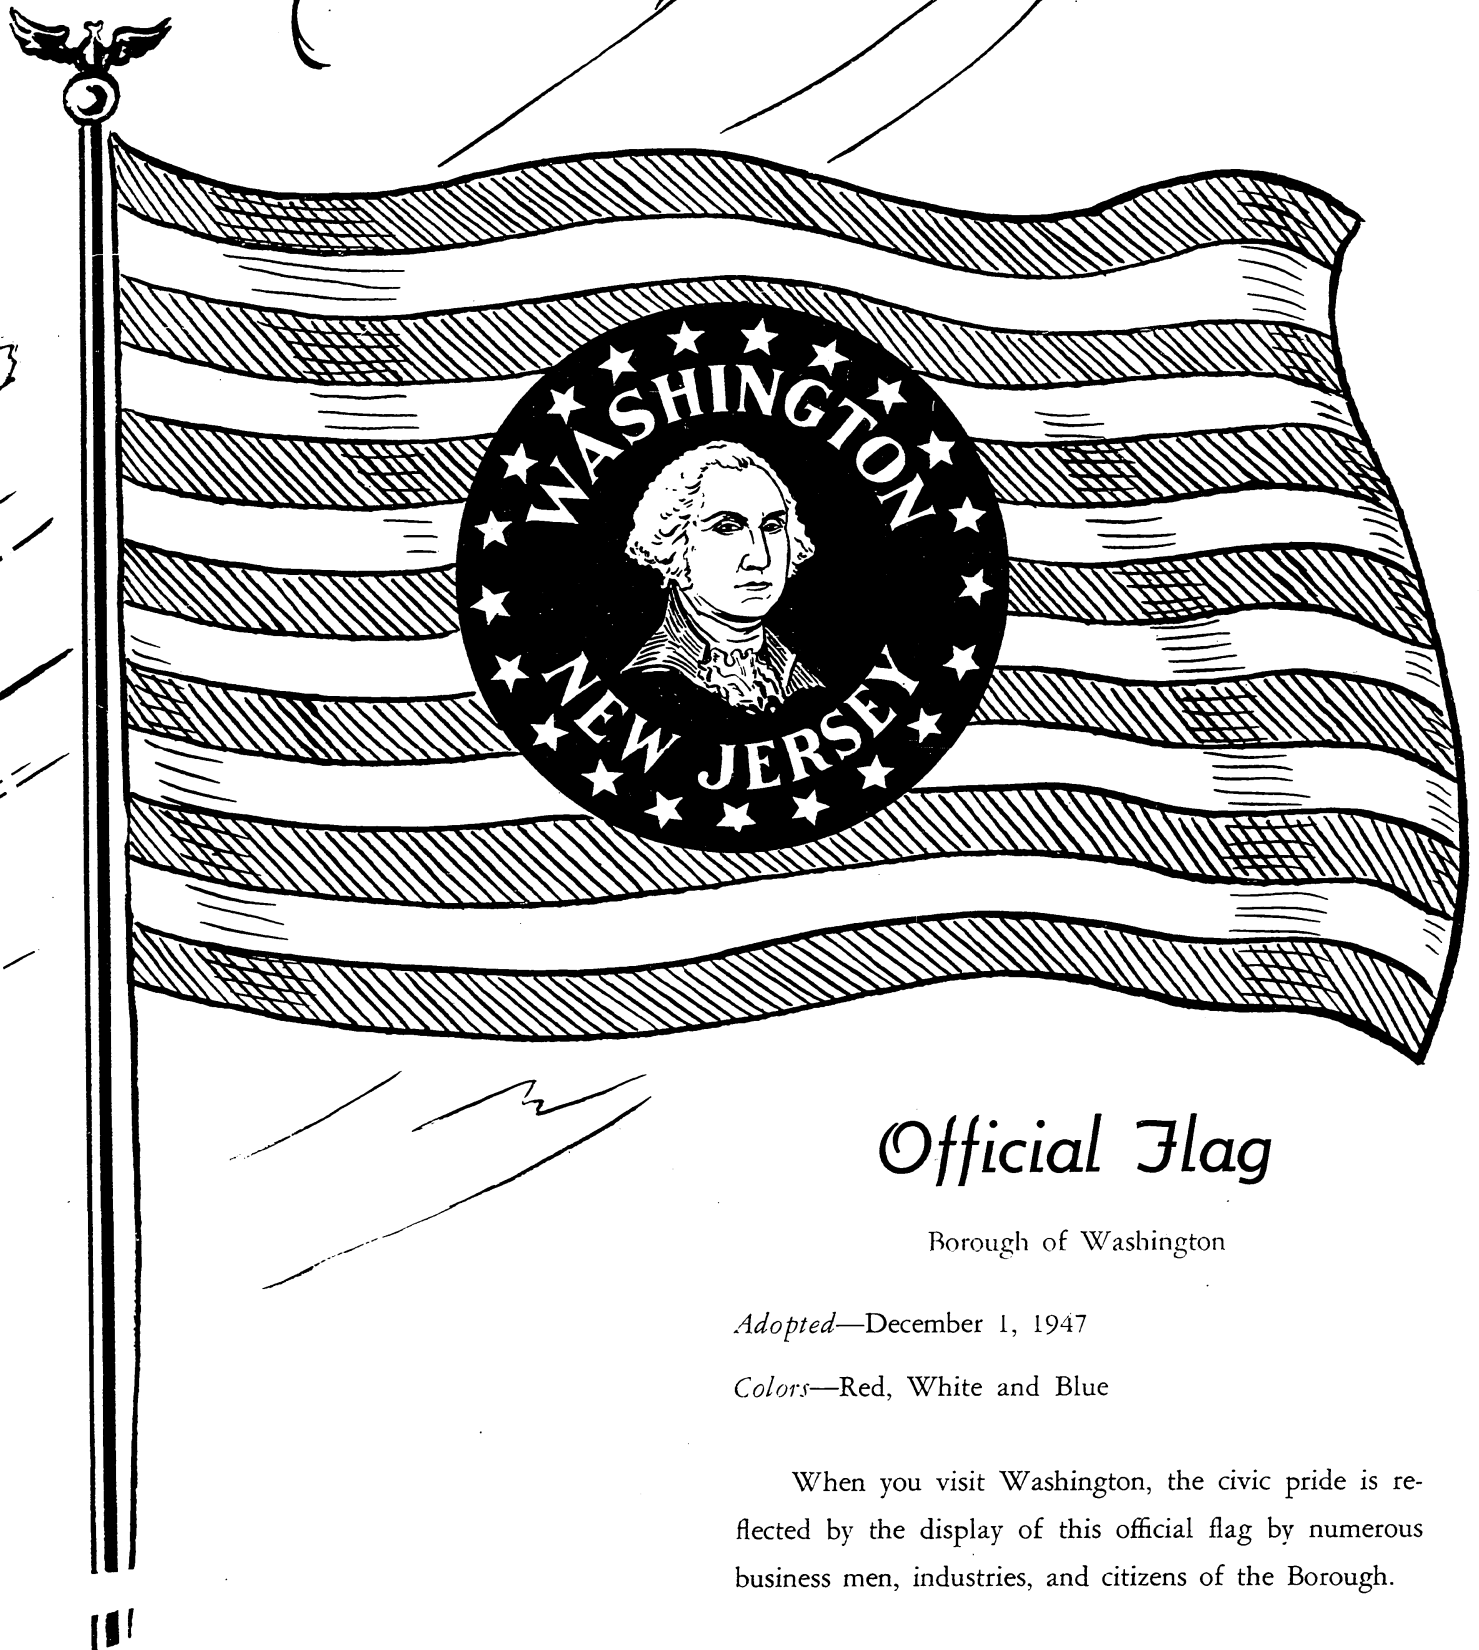 WASHINGTON
NEW JERSEY
Official Flag
Borough of Washington
Adopted—December 1, 1947
Colors—Red, White and Blue
When you visit Washington, the civic pride is re-
flected by the display of this official flag by numerous
business men, industries, and citizens of the Borough.